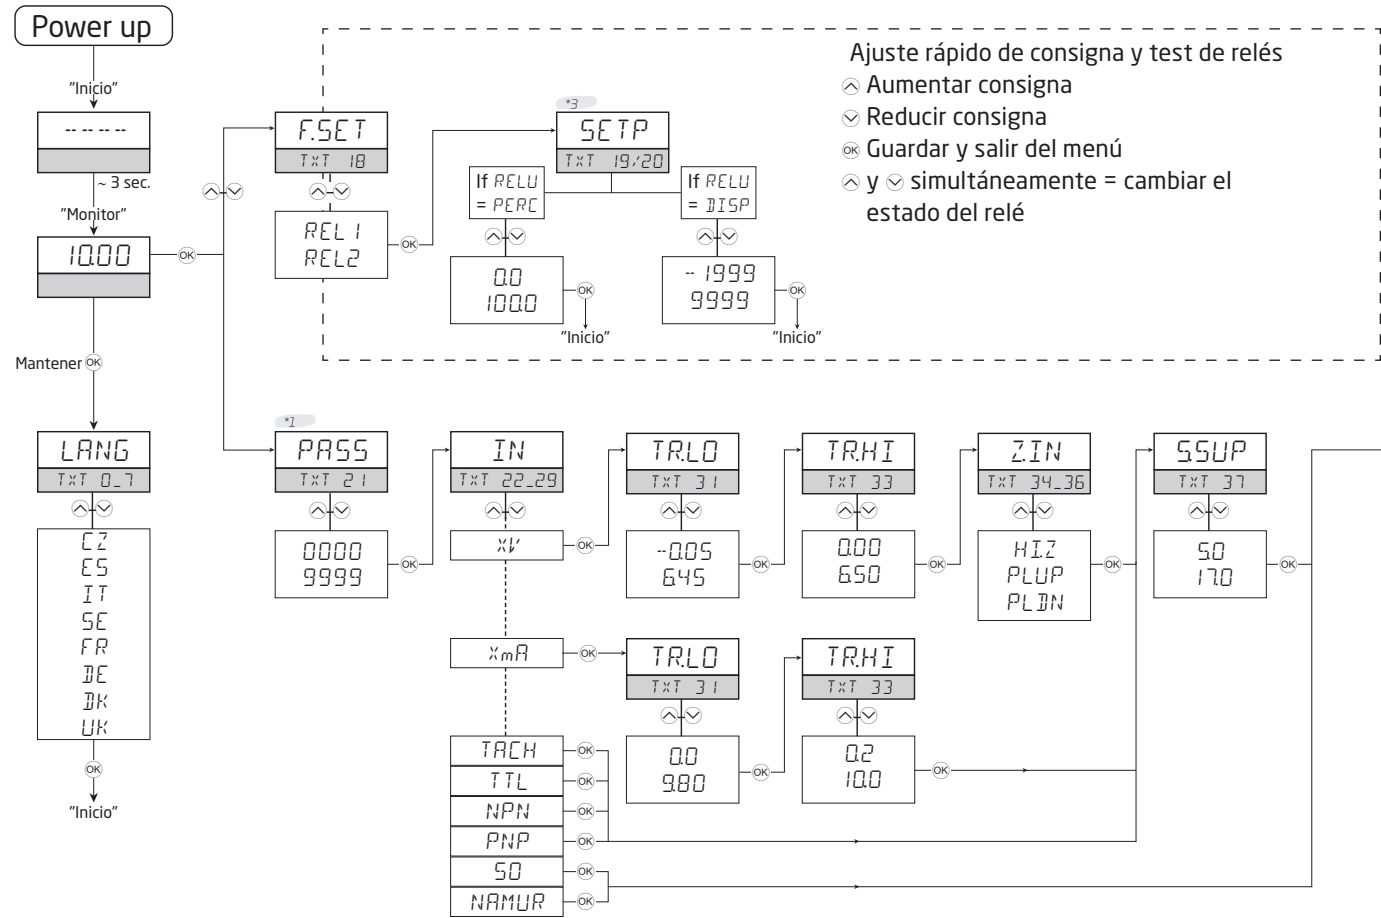 Power up
"Inicio"
-- -- -- --
~ 3 sec.
"Monitor"
10.00
OK
Mantener OK
LANG
TXT 0_7
CZ
ES
IT
SE
FR
DE
DK
UK
OK
"Inicio"
F.SET
TXT 18
REL1
REL2
OK
*3
SETP
TXT 19/20
If RELU
= PERC
0.0
100.0
OK
"Inicio"
If RELU
= DISP
-1999
9999
OK
"Inicio"
Ajuste rápido de consigna y test de relés
Aumentar consigna
Reducir consigna
OK Guardar y salir del menú
y simultáneamente = cambiar el
estado del relé
*1
PASS
TXT 21
0000
9999
OK
IN
TXT 22_29
xV
OK
TR.LO
TXT 31
-0.05
6.45
OK
TR.HI
TXT 33
0.00
6.50
OK
Z.IN
TXT 34_36
HI.Z
PLUP
PLDN
OK
S.SUP
TXT 37
5.0
17.0
OK
XmA
OK
TR.LO
TXT 31
0.0
9.80
OK
TR.HI
TXT 33
0.2
10.0
OK
TACH OK
TTL OK
NPN OK
PNP OK
S0 OK
NAMUR OK